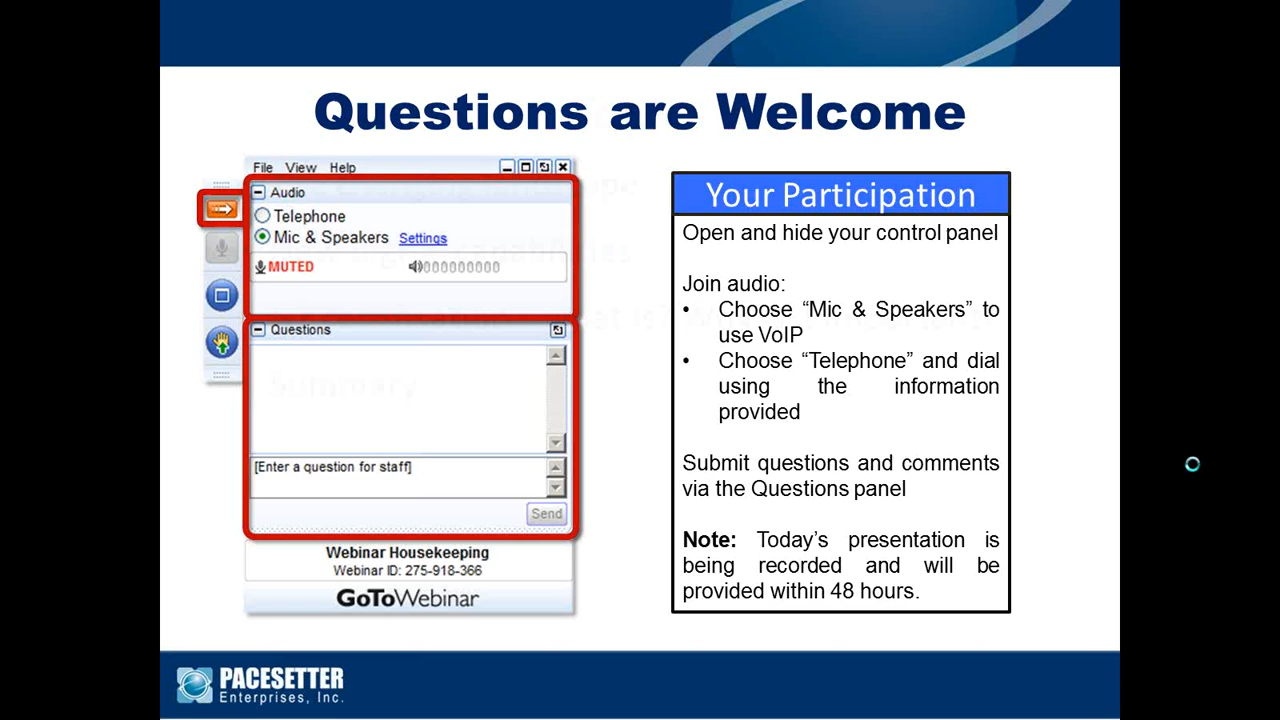 Questions are Welcome
File View Help
Audio
Telephone
Mic & Speakers Settings
MUTED 000000000
Questions
[Enter a question for staff]
Send
Webinar Housekeeping
Webinar ID: 275-918-366
GoToWebinar
Your Participation
Open and hide your control panel
Join audio:
• Choose “Mic & Speakers” to
use VoIP
• Choose “Telephone” and dial
using the information
provided
Submit questions and comments
via the Questions panel
Note: Today’s presentation is
being recorded and will be
provided within 48 hours.
Summary
PACESETTER
Enterprises, Inc.